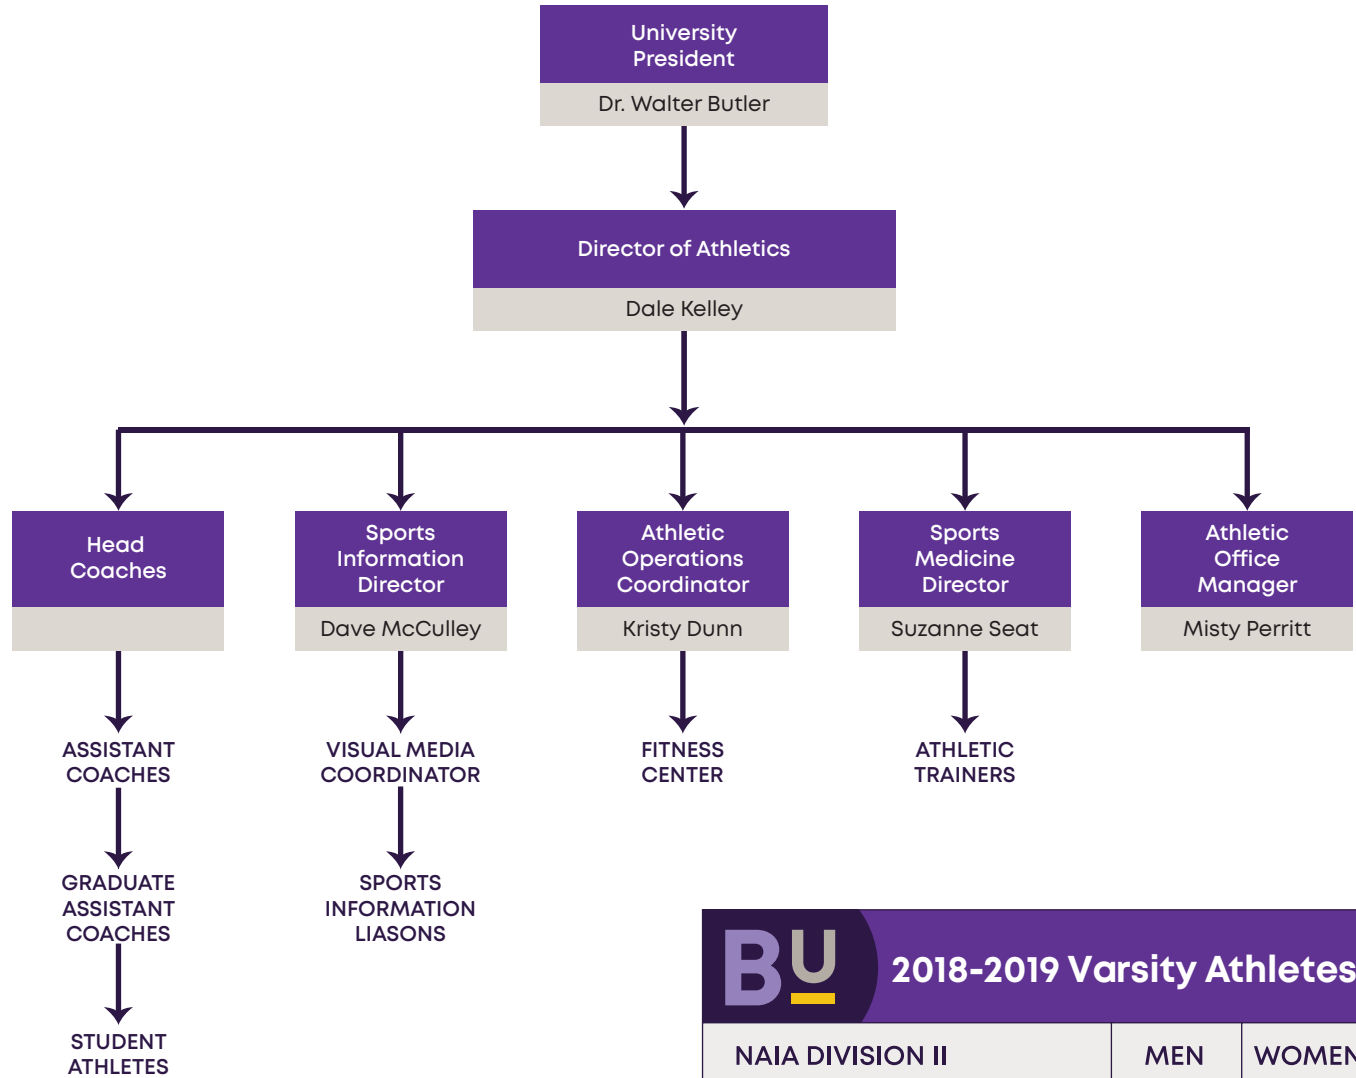 University
President
Dr. Walter Butler
Director of Athletics
Dale Kelley
Head
Coaches
Sports
Information
Director
Dave McCulley
Athletic
Operations
Coordinator
Kristy Dunn
Sports
Medicine
Director
Suzanne Seat
Athletic
Office
Manager
Misty Perritt
ASSISTANT
COACHES
VISUAL MEDIA
COORDINATOR
FITNESS
CENTER
ATHLETIC
TRAINERS
GRADUATE
ASSISTANT
COACHES
SPORTS
INFORMATION
LIASONS
STUDENT
ATHLETES
BU
2018-2019 Varsity Athletes
NAIA DIVISION II
MEN
WOMEN